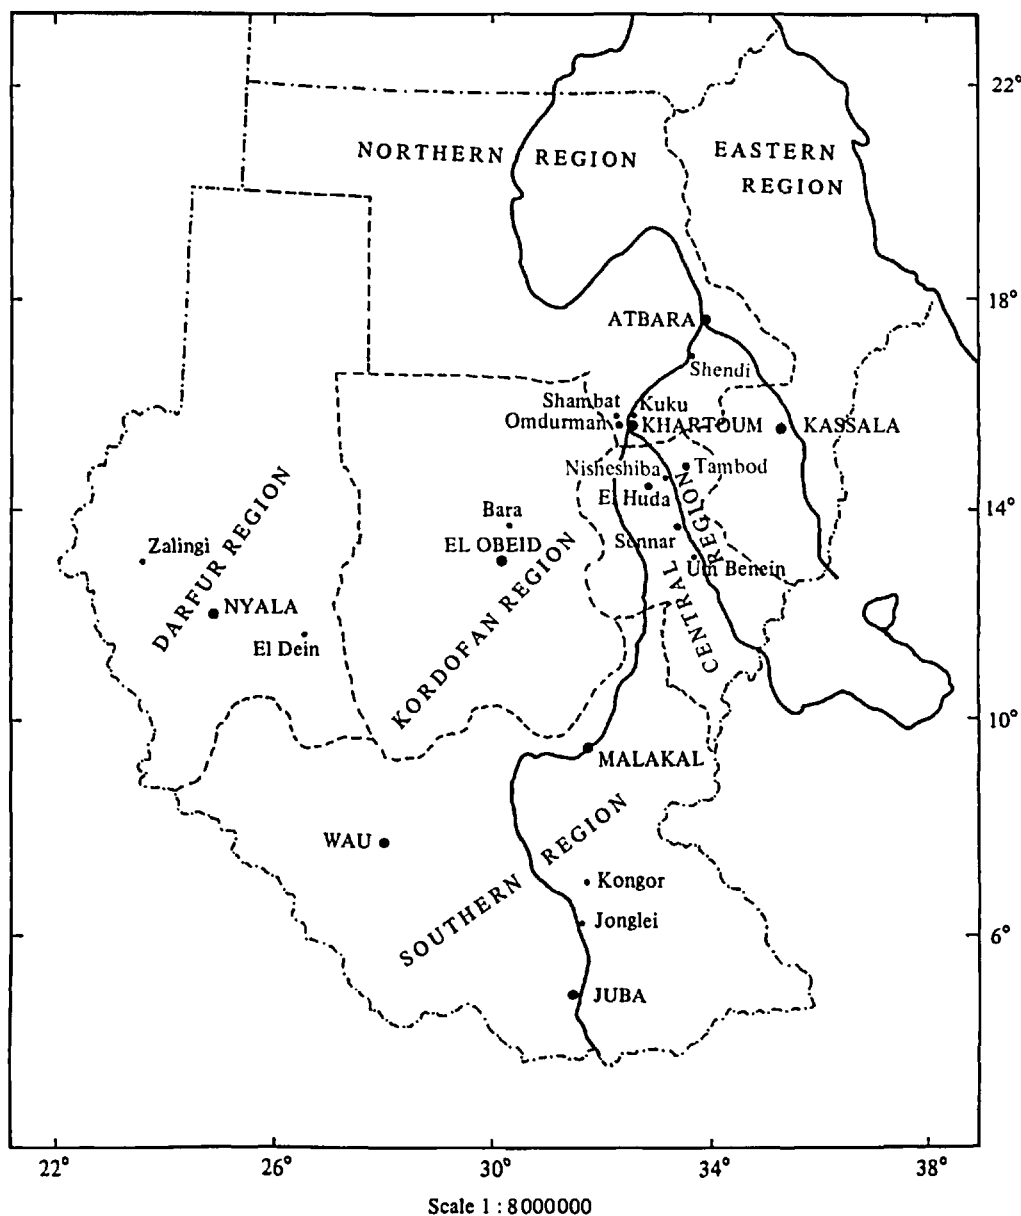 22°
NORTHERN REGION
EASTERN
REGION
18°
ATBARA
Shendi
Shambat
Kuku
Omdurman
KHARTOUM
KASSALA
Nisheshiba
Tambod
El Huda
14°
Bara
Sennar
EL OBEID
Zalingi
Um Benein
DARFUR REGION
KORDOFAN REGION
CENTRAL REGION
NYALA
El Dein
10°
MALAKAL
WAU
SOUTHERN REGION
Kongor
Jonglei
6°
JUBA
22°
26°
30°
34°
38°
Scale 1 : 8000000